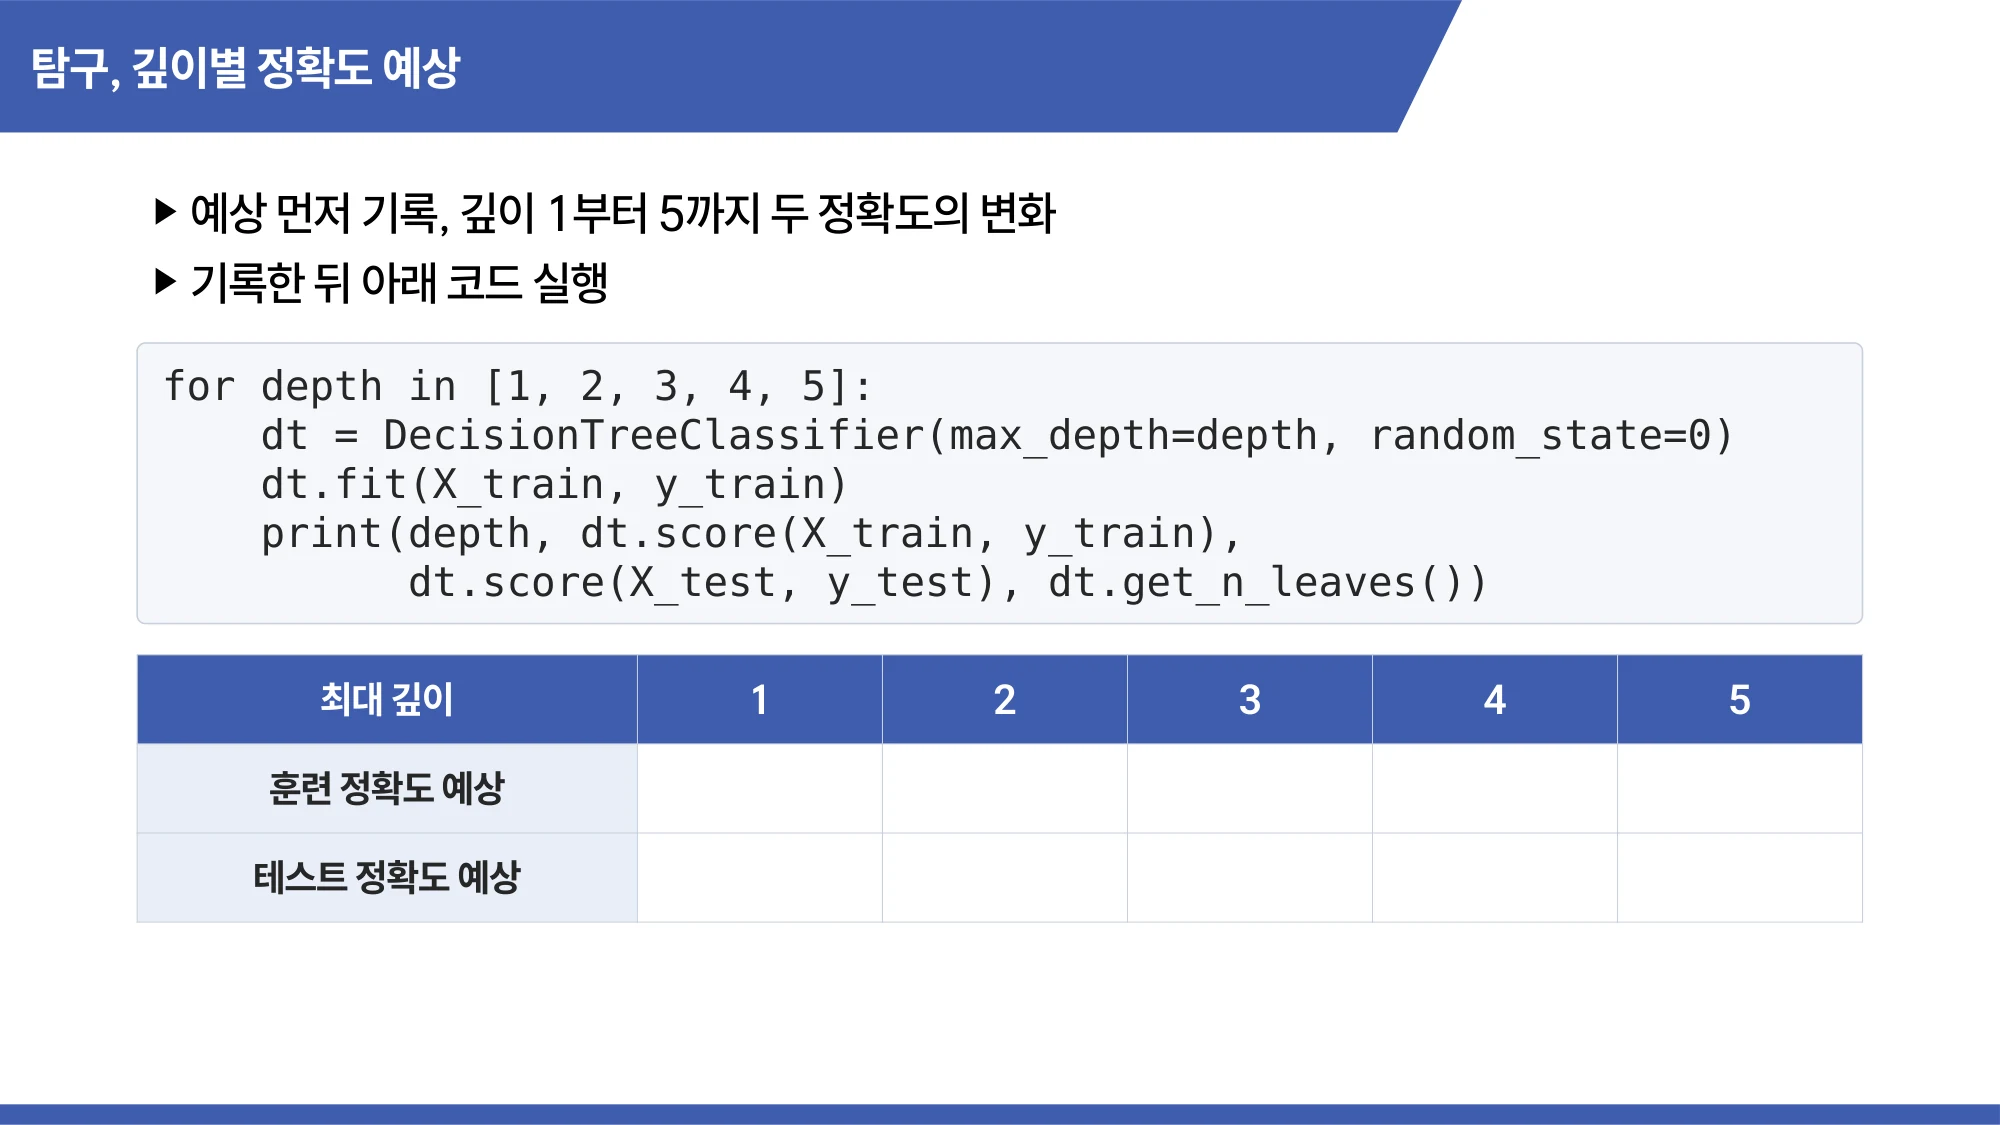 탐구, 깊이별 정확도 예상
▶ 예상 먼저 기록, 깊이 1부터 5까지 두 정확도의 변화
▶ 기록한 뒤 아래 코드 실행
for depth in [1, 2, 3, 4, 5]:
    dt = DecisionTreeClassifier(max_depth=depth, random_state=0)
    dt.fit(X_train, y_train)
    print(depth, dt.score(X_train, y_train),
          dt.score(X_test, y_test), dt.get_n_leaves())
최대 깊이 1 2 3 4 5
훈련 정확도 예상
테스트 정확도 예상